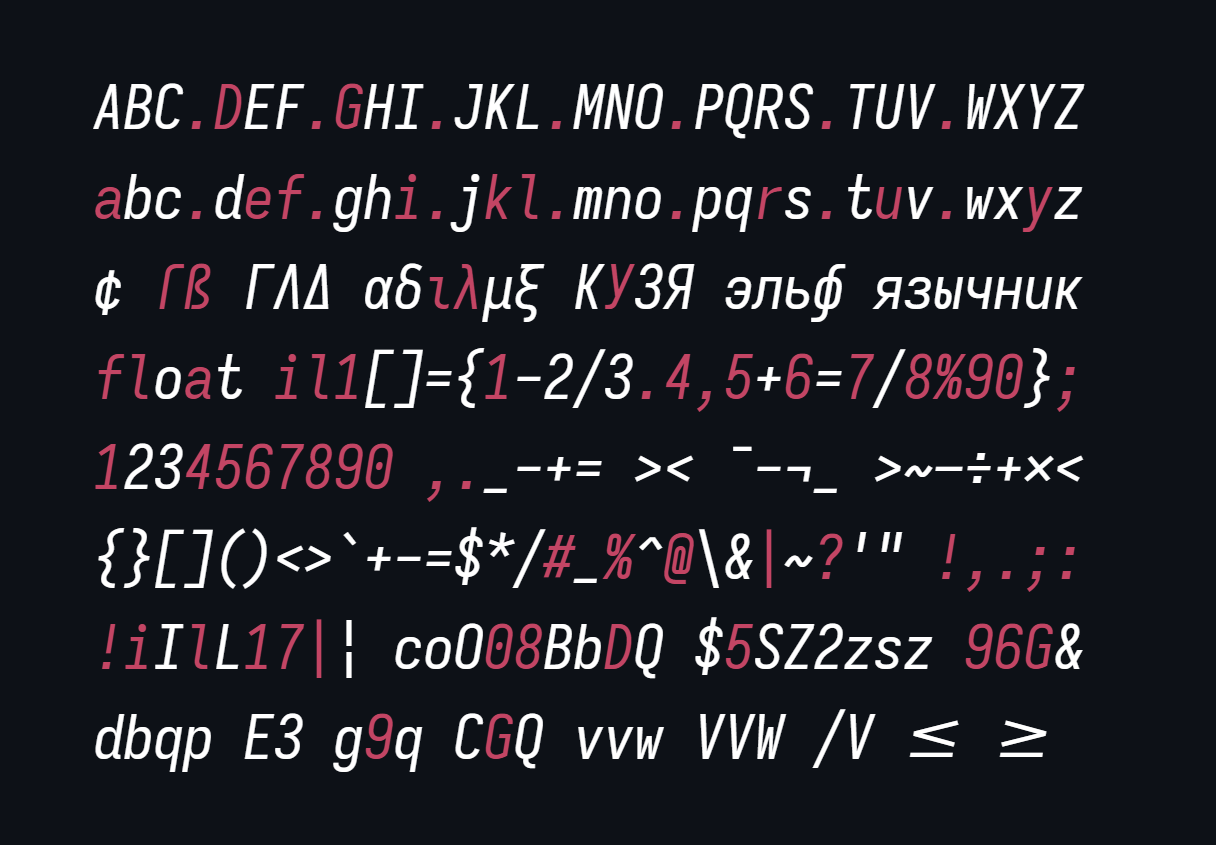 ABC.DEF.GHI.JKL.MNO.PQRS.TUV.WXYZ
abc.def.ghi.jkl.mno.pqrs.tuv.wxyz
¢ ſß ΓΛΔ αδιλμξ КУЗЯ эльф язычник
float il1[]={1-2/3.4,5+6=7/8%90};
1234567890 ,._-+= >< ¯-¬_ >~–÷+×<
{}[]()<>`+-=$*/#_%^@\&|~?'" !,.;:
!iIlL17|¦ coO08BbDQ $5SZ2zsz 96G&
dbqp E3 g9q CGQ vvw VVW /V ≤ ≥